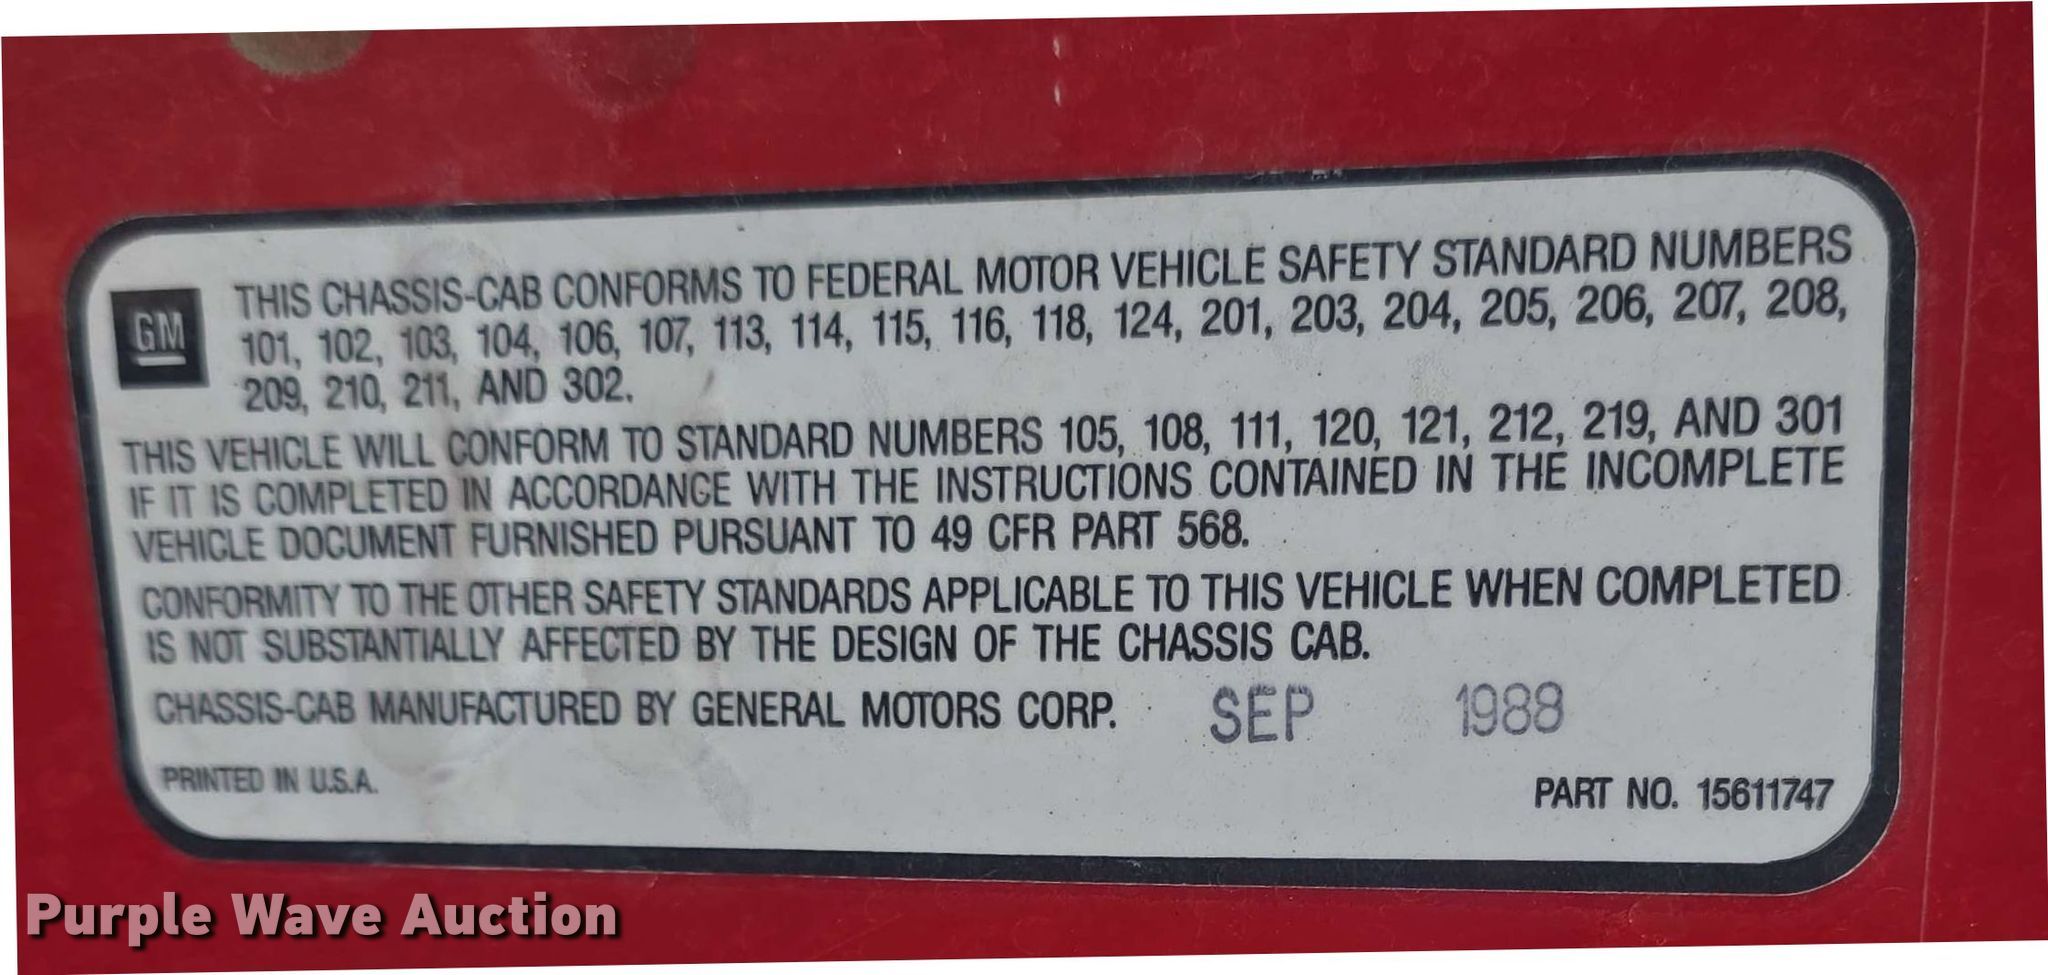 GM
THIS CHASSIS-CAB CONFORMS TO FEDERAL MOTOR VEHICLE SAFETY STANDARD NUMBERS
101, 102, 103, 104, 106, 107, 113, 114, 115, 116, 118, 124, 201, 203, 204, 205, 206, 207, 208,
209, 210, 211, AND 302.
THIS VEHICLE WILL CONFORM TO STANDARD NUMBERS 105, 108, 111, 120, 121, 212, 219, AND 301
IF IT IS COMPLETED IN ACCORDANCE WITH THE INSTRUCTIONS CONTAINED IN THE INCOMPLETE
VEHICLE DOCUMENT FURNISHED PURSUANT TO 49 CFR PART 568.
CONFORMITY TO THE OTHER SAFETY STANDARDS APPLICABLE TO THIS VEHICLE WHEN COMPLETED
IS NOT SUBSTANTIALLY AFFECTED BY THE DESIGN OF THE CHASSIS CAB.
CHASSIS-CAB MANUFACTURED BY GENERAL MOTORS CORP. SEP 1988
PRINTED IN U.S.A. PART NO. 15611747
Purple Wave Auction